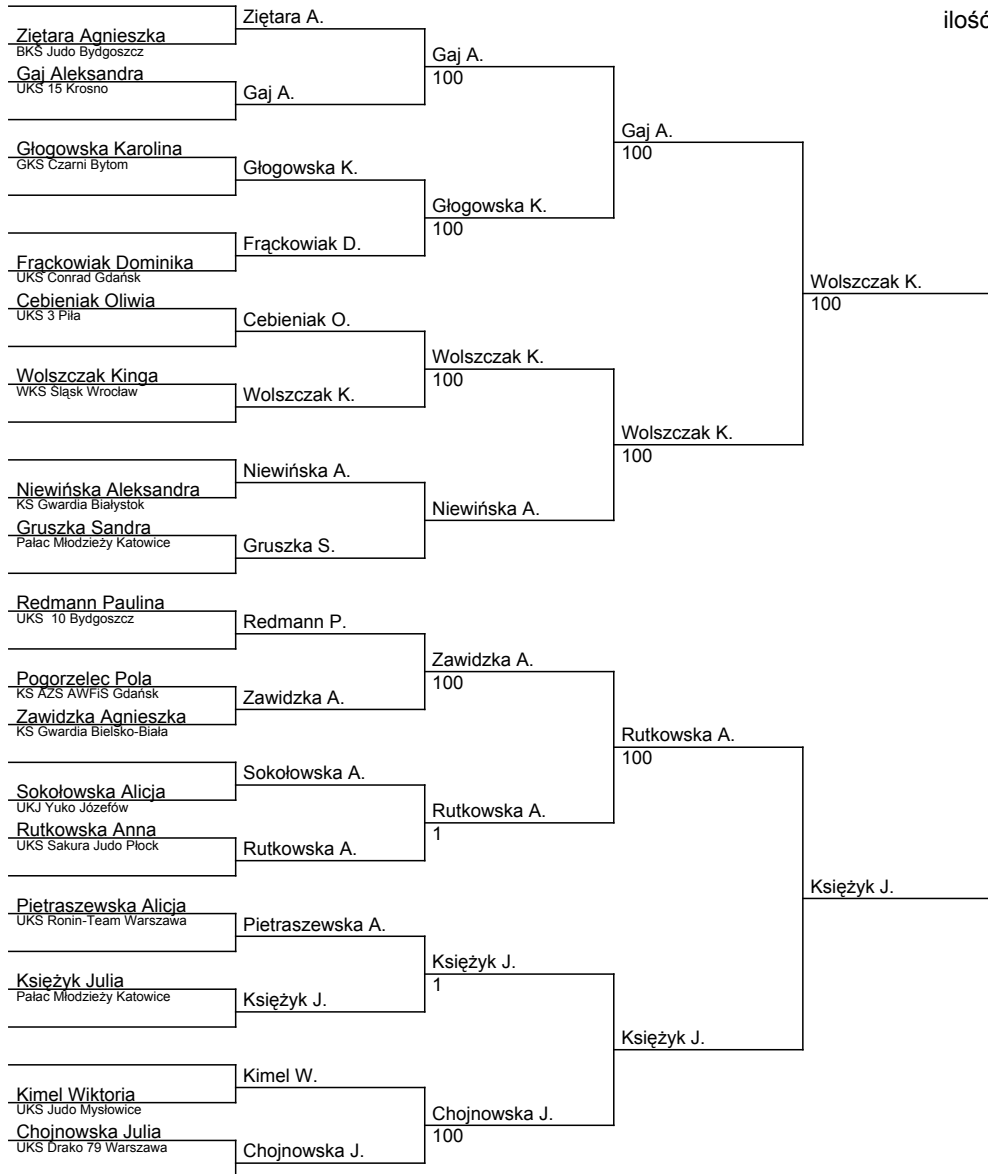 ilość
Ziętara Agnieszka
BKS Judo Bydgoszcz
Gaj Aleksandra
UKS 15 Krosno
Głogowska Karolina
GKS Czarni Bytom
Frąckowiak Dominika
UKS Conrad Gdańsk
Cebieniak Oliwia
UKS 3 Piła
Wolszczak Kinga
WKS Śląsk Wrocław
Niewińska Aleksandra
KS Gwardia Białystok
Gruszka Sandra
Pałac Młodzieży Katowice
Redmann Paulina
UKS 10 Bydgoszcz
Pogorzelec Pola
KS AZS AWFiS Gdańsk
Zawidzka Agnieszka
KS Gwardia Bielsko-Biała
Sokołowska Alicja
UKJ Yuko Józefów
Rutkowska Anna
UKS Sakura Judo Płock
Pietraszewska Alicja
UKS Ronin-Team Warszawa
Księżyk Julia
Pałac Młodzieży Katowice
Kimel Wiktoria
UKS Judo Mysłowice
Chojnowska Julia
UKS Drako 79 Warszawa
Ziętara A.
Gaj A.
Głogowska K.
Frąckowiak D.
Cebieniak O.
Wolszczak K.
Niewińska A.
Gruszka S.
Redmann P.
Zawidzka A.
Sokołowska A.
Rutkowska A.
Pietraszewska A.
Księżyk J.
Kimel W.
Chojnowska J.
Gaj A.
100
Głogowska K.
100
Wolszczak K.
100
Niewińska A.
Zawidzka A.
100
Rutkowska A.
1
Księżyk J.
1
Chojnowska J.
100
Gaj A.
100
Wolszczak K.
100
Rutkowska A.
100
Księżyk J.
Wolszczak K.
100
Księżyk J.